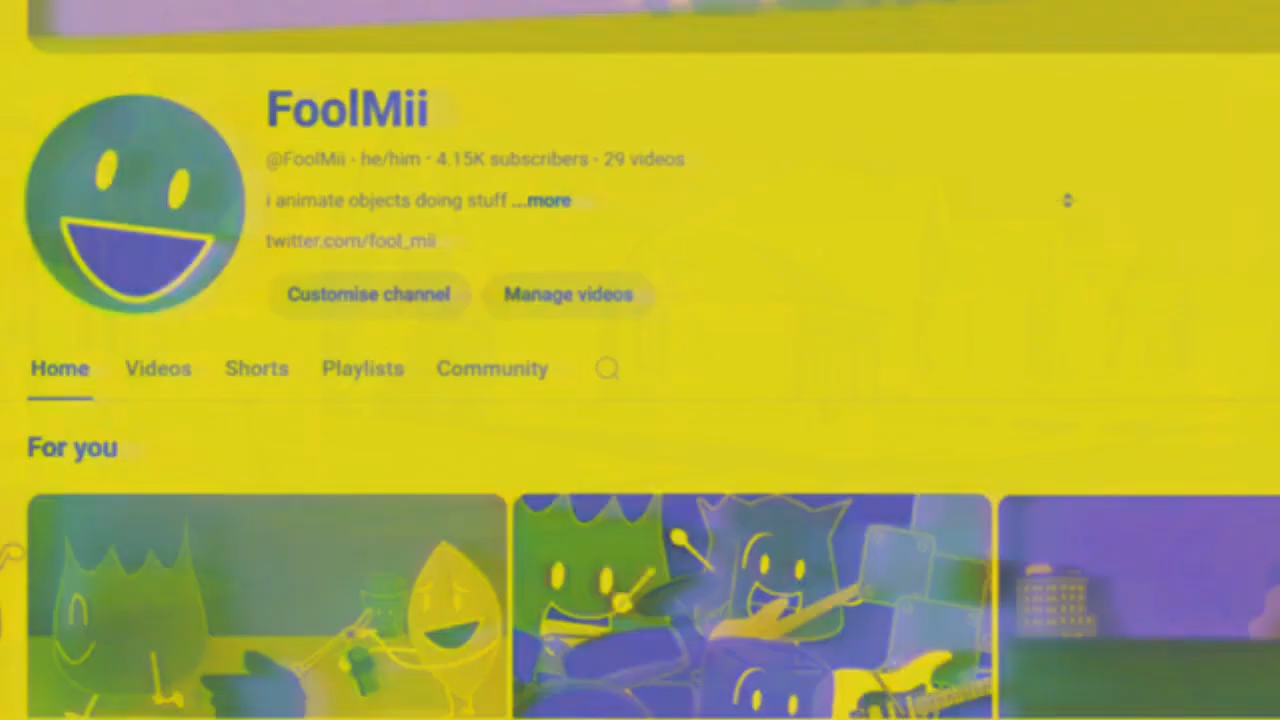 FoolMii
@FoolMii · he/him · 4.15K subscribers · 29 videos
i animate objects doing stuff ...more
twitter.com/fool_mii
Customise channel Manage videos
Home Videos Shorts Playlists Community
For you